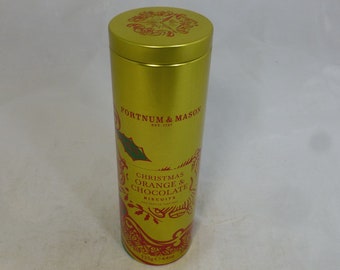 FORTNUM & MASON
EST. 1707
CHRISTMAS
ORANGE &
CHOCOLATE
BISCUITS